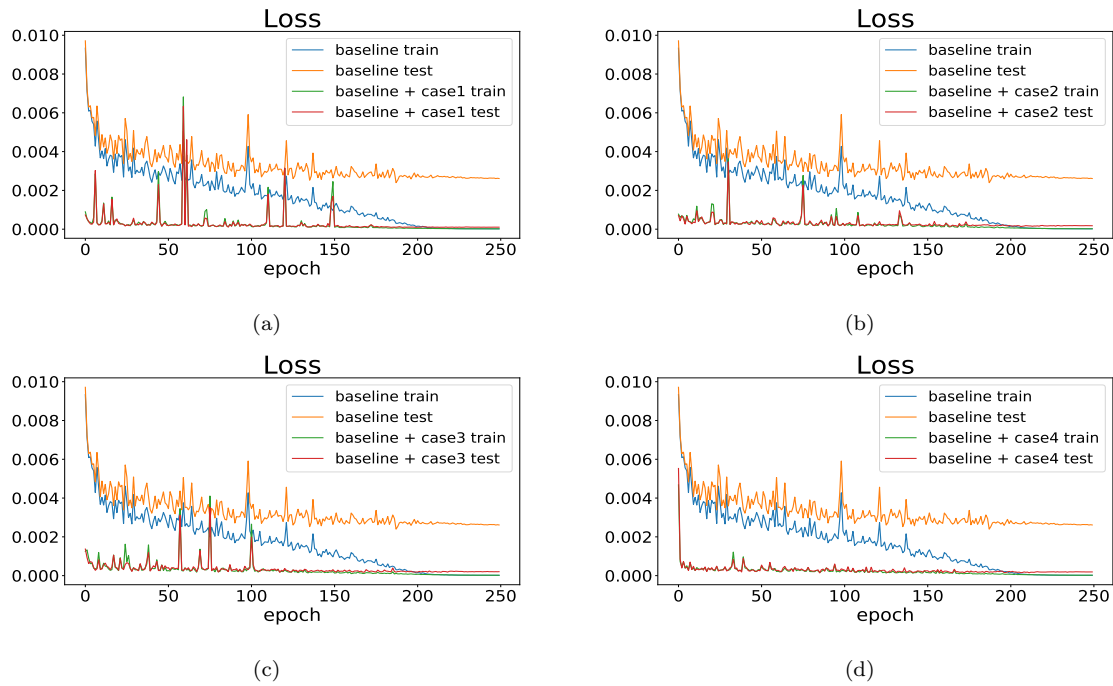 Loss
0.010
0.008
0.006
0.004
0.002
0.000
0 50 100 150 200 250
epoch
baseline train
baseline test
baseline + case1 train
baseline + case1 test
(a)
Loss
0.010
0.008
0.006
0.004
0.002
0.000
0 50 100 150 200 250
epoch
baseline train
baseline test
baseline + case2 train
baseline + case2 test
(b)
Loss
0.010
0.008
0.006
0.004
0.002
0.000
0 50 100 150 200 250
epoch
baseline train
baseline test
baseline + case3 train
baseline + case3 test
(c)
Loss
0.010
0.008
0.006
0.004
0.002
0.000
0 50 100 150 200 250
epoch
baseline train
baseline test
baseline + case4 train
baseline + case4 test
(d)